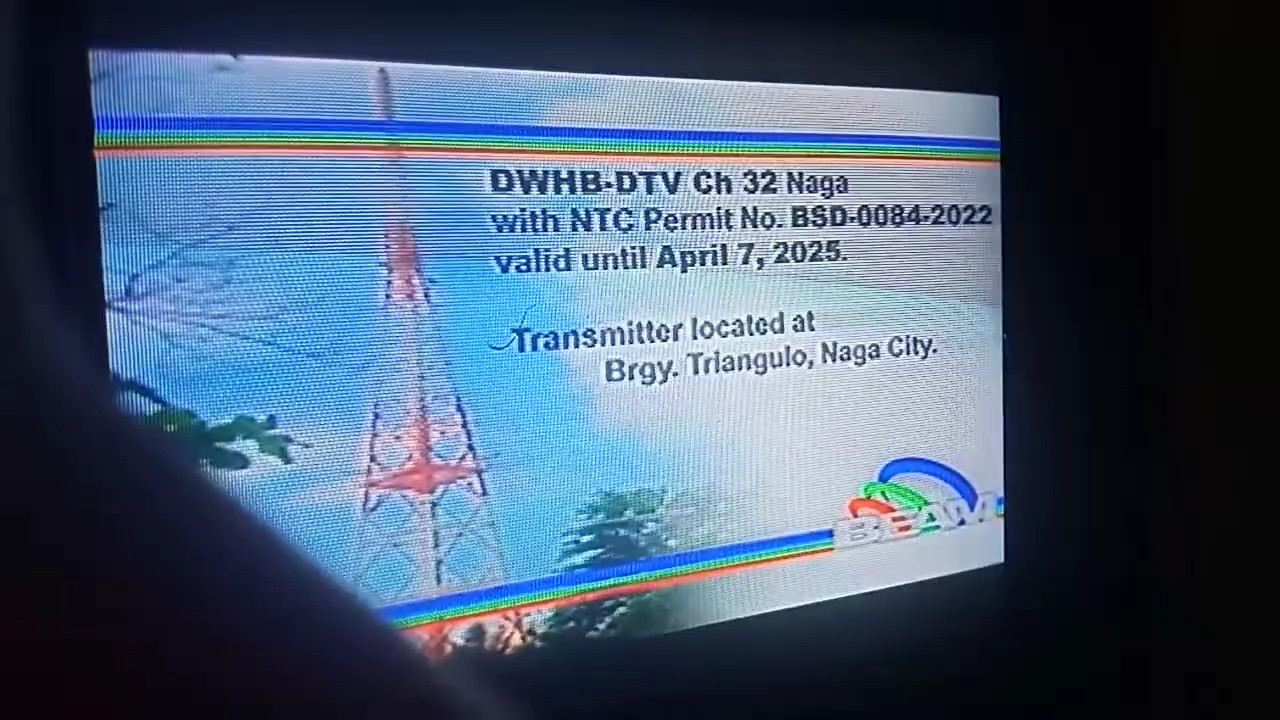 DWHB-DTV Ch 32 Naga
with NTC Permit No. BSD-0084-2022
valid until April 7, 2025.
Transmitter located at
Brgy. Triangulo, Naga City.
BEAM